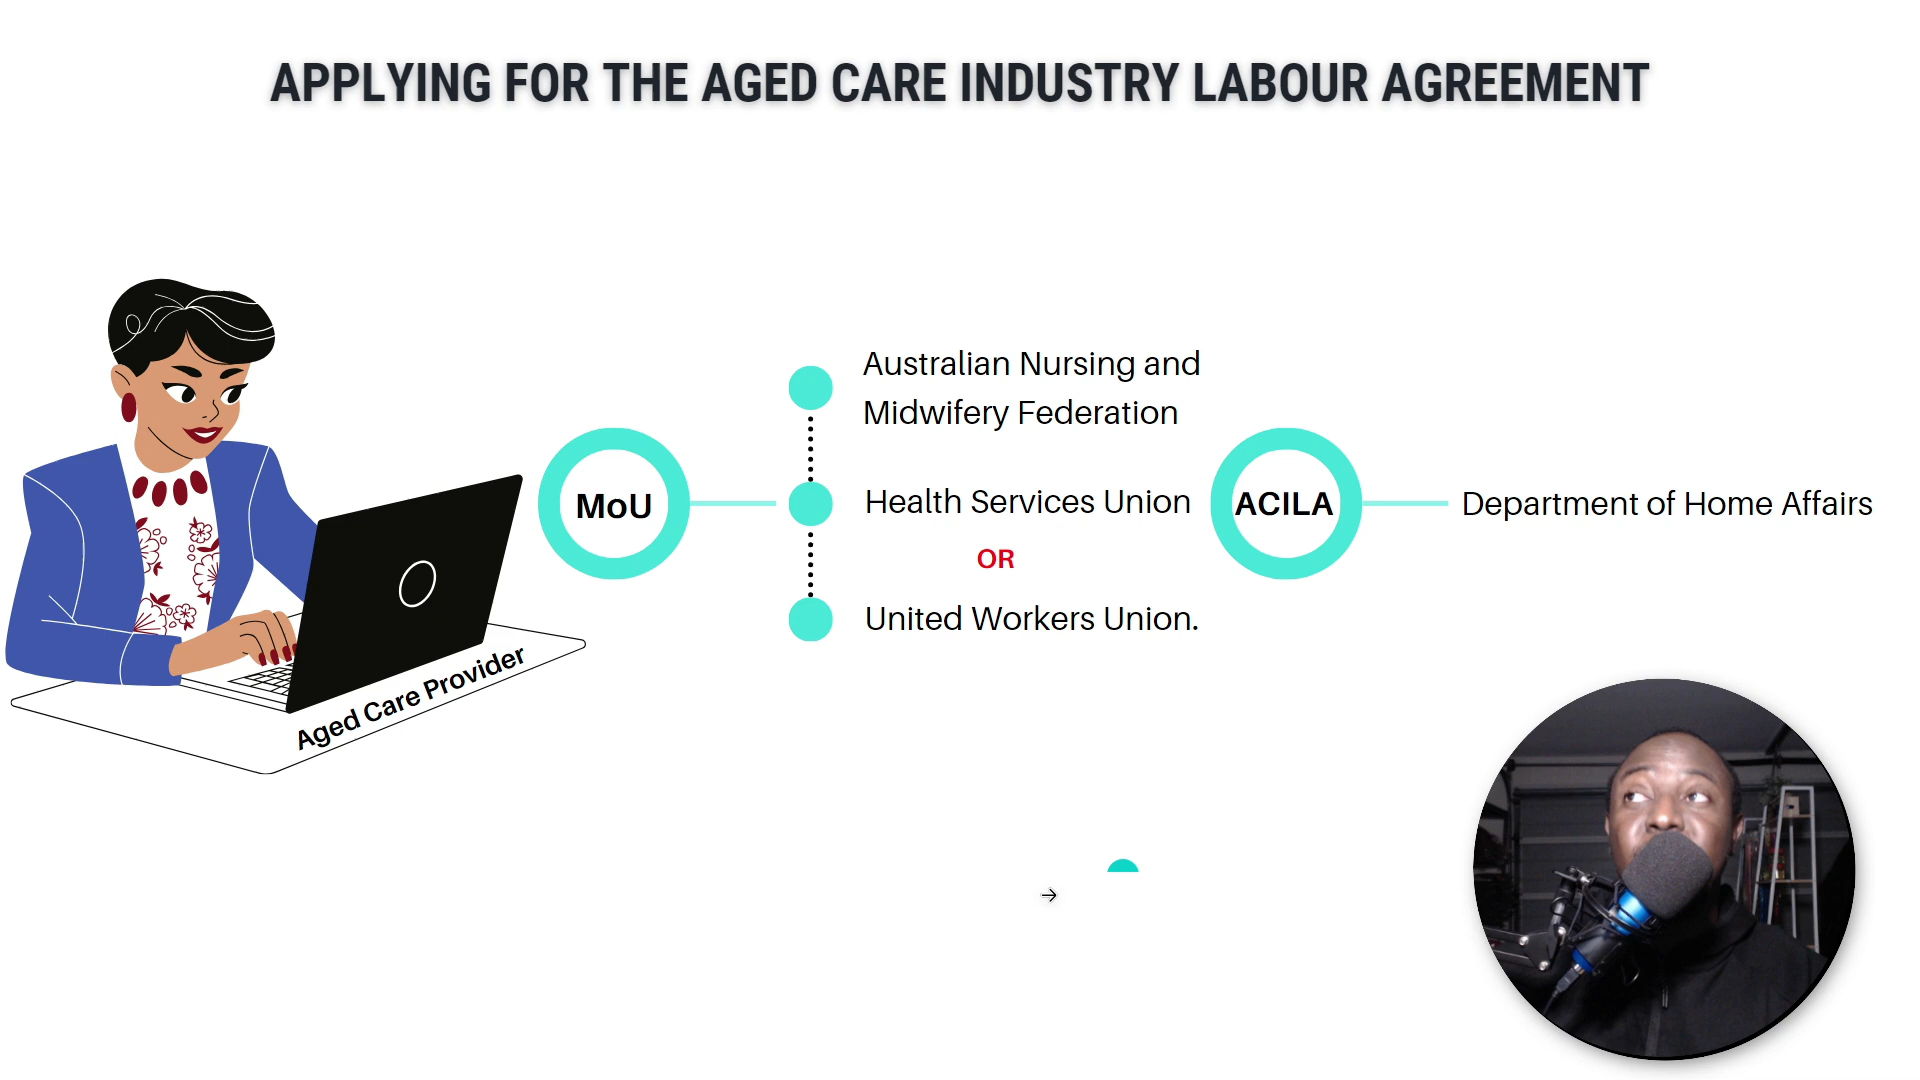 APPLYING FOR THE AGED CARE INDUSTRY LABOUR AGREEMENT
Aged Care Provider
MoU
Australian Nursing and
Midwifery Federation
Health Services Union
OR
United Workers Union.
ACILA
Department of Home Affairs